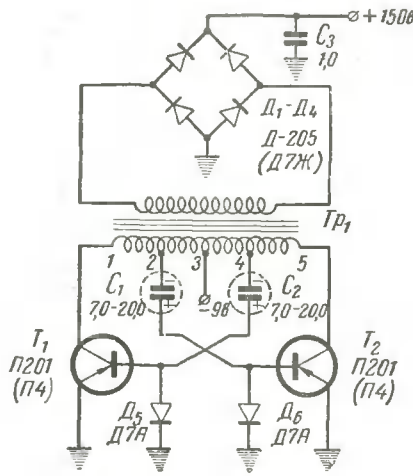 +150в
C3
1,0
Д1-Д4
Д-205
(Д7Ж)
Тр1
1 2 3 4 5
C1
7,0-20,0
-9в
C2
7,0-20,0
T1
П201
(П4)
T2
П201
(П4)
Д5
Д7А
Д6
Д7А